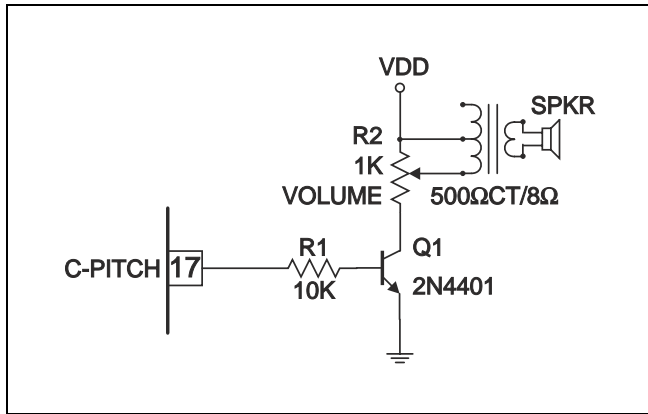 VDD
SPKR
R2
1K
VOLUME
500ΩCT/8Ω
C-PITCH 17
R1
10K
Q1
2N4401